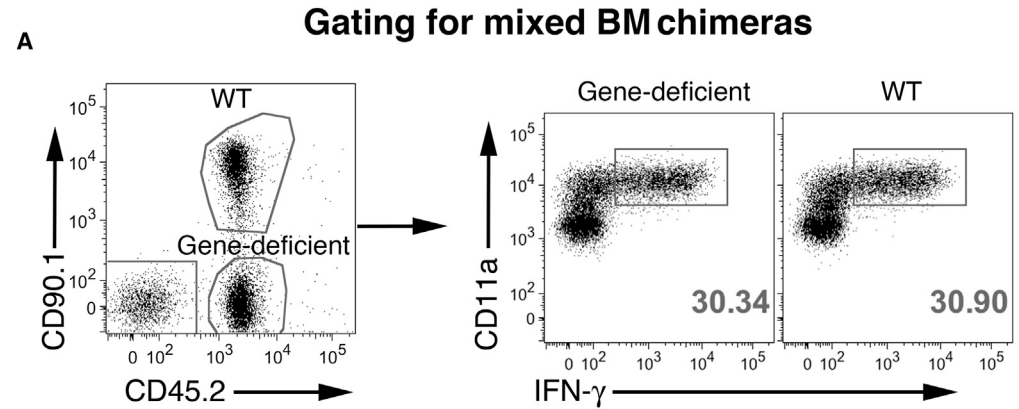 Gating for mixed BM chimeras
A
WT
Gene-deficient
CD90.1
10^5
10^4
10^3
10^2
0
0 10^2 10^3 10^4 10^5
CD45.2
Gene-deficient WT
CD11a
10^5
10^4
10^3
10^2
0
30.34 30.90
0 10^2 10^3 10^4 10^5 0 10^2 10^3 10^4 10^5
IFN-γ